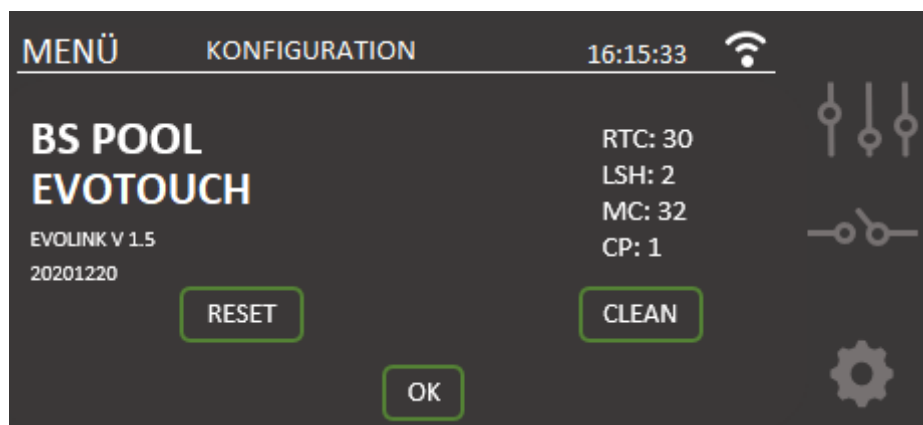 MENÜ KONFIGURATION 16:15:33
BS POOL
EVOTOUCH
EVOLINK V 1.5
20201220
RTC: 30
LSH: 2
MC: 32
CP: 1
RESET CLEAN
OK